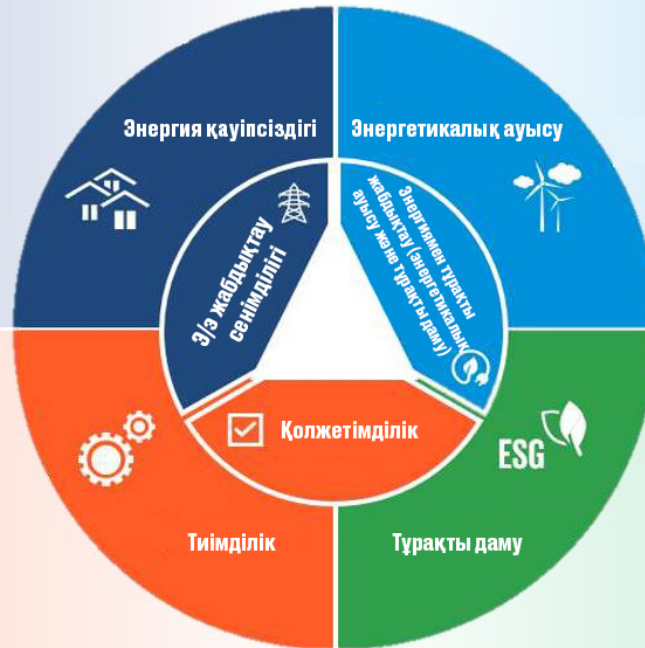 Энергия қауіпсіздігі
Энергетикалық ауысу
Э/э жабдықтау
сенімділігі
Энергиямен тұрақты
жабдықтау (энергетикалық
ауысу және тұрақты даму)
Қолжетімділік
ESG
Тиімділік
Тұрақты даму